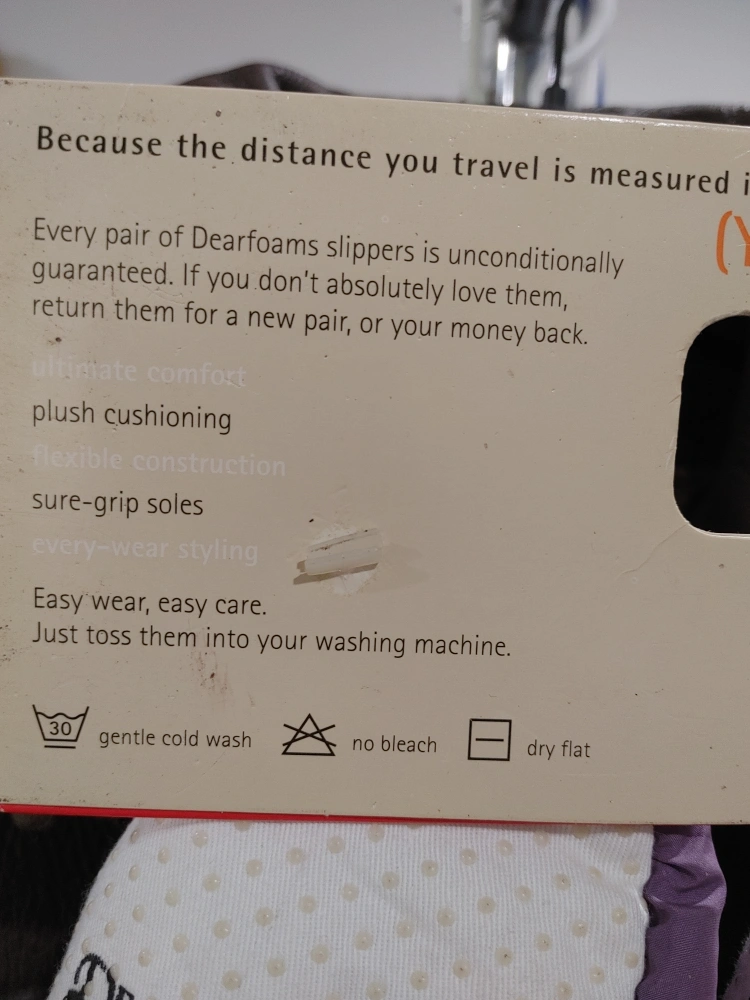 Because the distance you travel is measured
(Y
Every pair of Dearfoams slippers is unconditionally
guaranteed. If you don't absolutely love them,
return them for a new pair, or your money back.
ultimate comfort
plush cushioning
flexible construction
sure-grip soles
every-wear styling
Easy wear, easy care.
Just toss them into your washing machine.
30 gentle cold wash no bleach dry flat